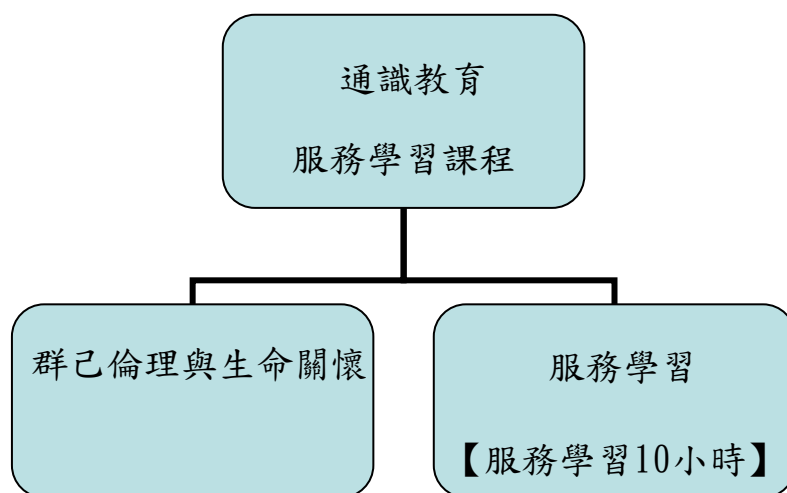 通識教育
服務學習課程
群己倫理與生命關懷
服務學習
【服務學習10小時】